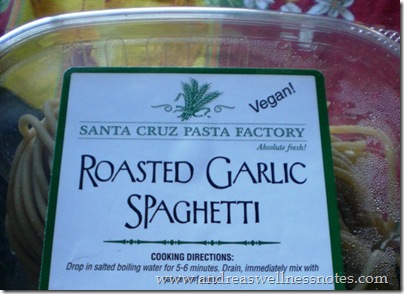 Vegan!
SANTA CRUZ PASTA FACTORY
Absolute fresh!
ROASTED GARLIC
SPAGHETTI
COOKING DIRECTIONS:
Drop in salted boiling water for 5-6 minutes. Drain, immediately mix with
www.andreaswellnessnotes.com